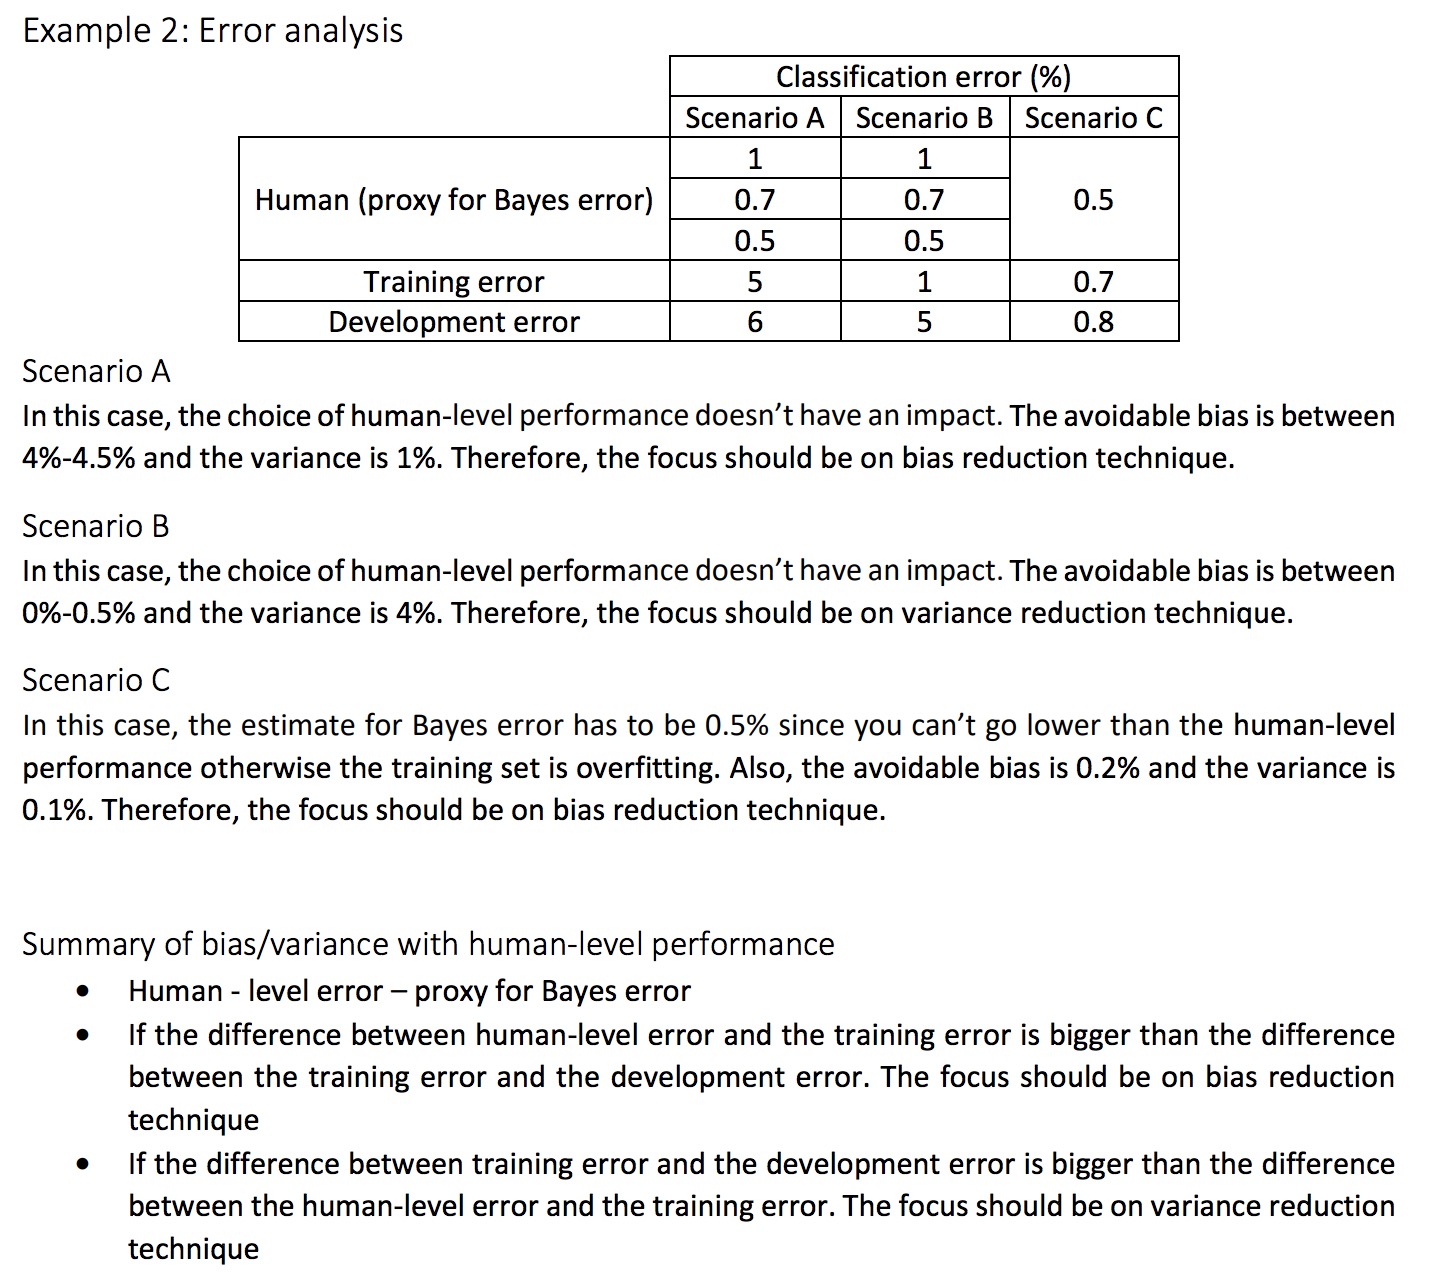 Example 2: Error analysis
Classification error (%)
Scenario A Scenario B Scenario C
Human (proxy for Bayes error) 1 1 0.5
0.7 0.7
0.5 0.5
Training error 5 1 0.7
Development error 6 5 0.8
Scenario A
In this case, the choice of human-level performance doesn't have an impact. The avoidable bias is between
4%-4.5% and the variance is 1%. Therefore, the focus should be on bias reduction technique.
Scenario B
In this case, the choice of human-level performance doesn't have an impact. The avoidable bias is between
0%-0.5% and the variance is 4%. Therefore, the focus should be on variance reduction technique.
Scenario C
In this case, the estimate for Bayes error has to be 0.5% since you can't go lower than the human-level
performance otherwise the training set is overfitting. Also, the avoidable bias is 0.2% and the variance is
0.1%. Therefore, the focus should be on bias reduction technique.
Summary of bias/variance with human-level performance
• Human - level error – proxy for Bayes error
• If the difference between human-level error and the training error is bigger than the difference
between the training error and the development error. The focus should be on bias reduction
technique
• If the difference between training error and the development error is bigger than the difference
between the human-level error and the training error. The focus should be on variance reduction
technique